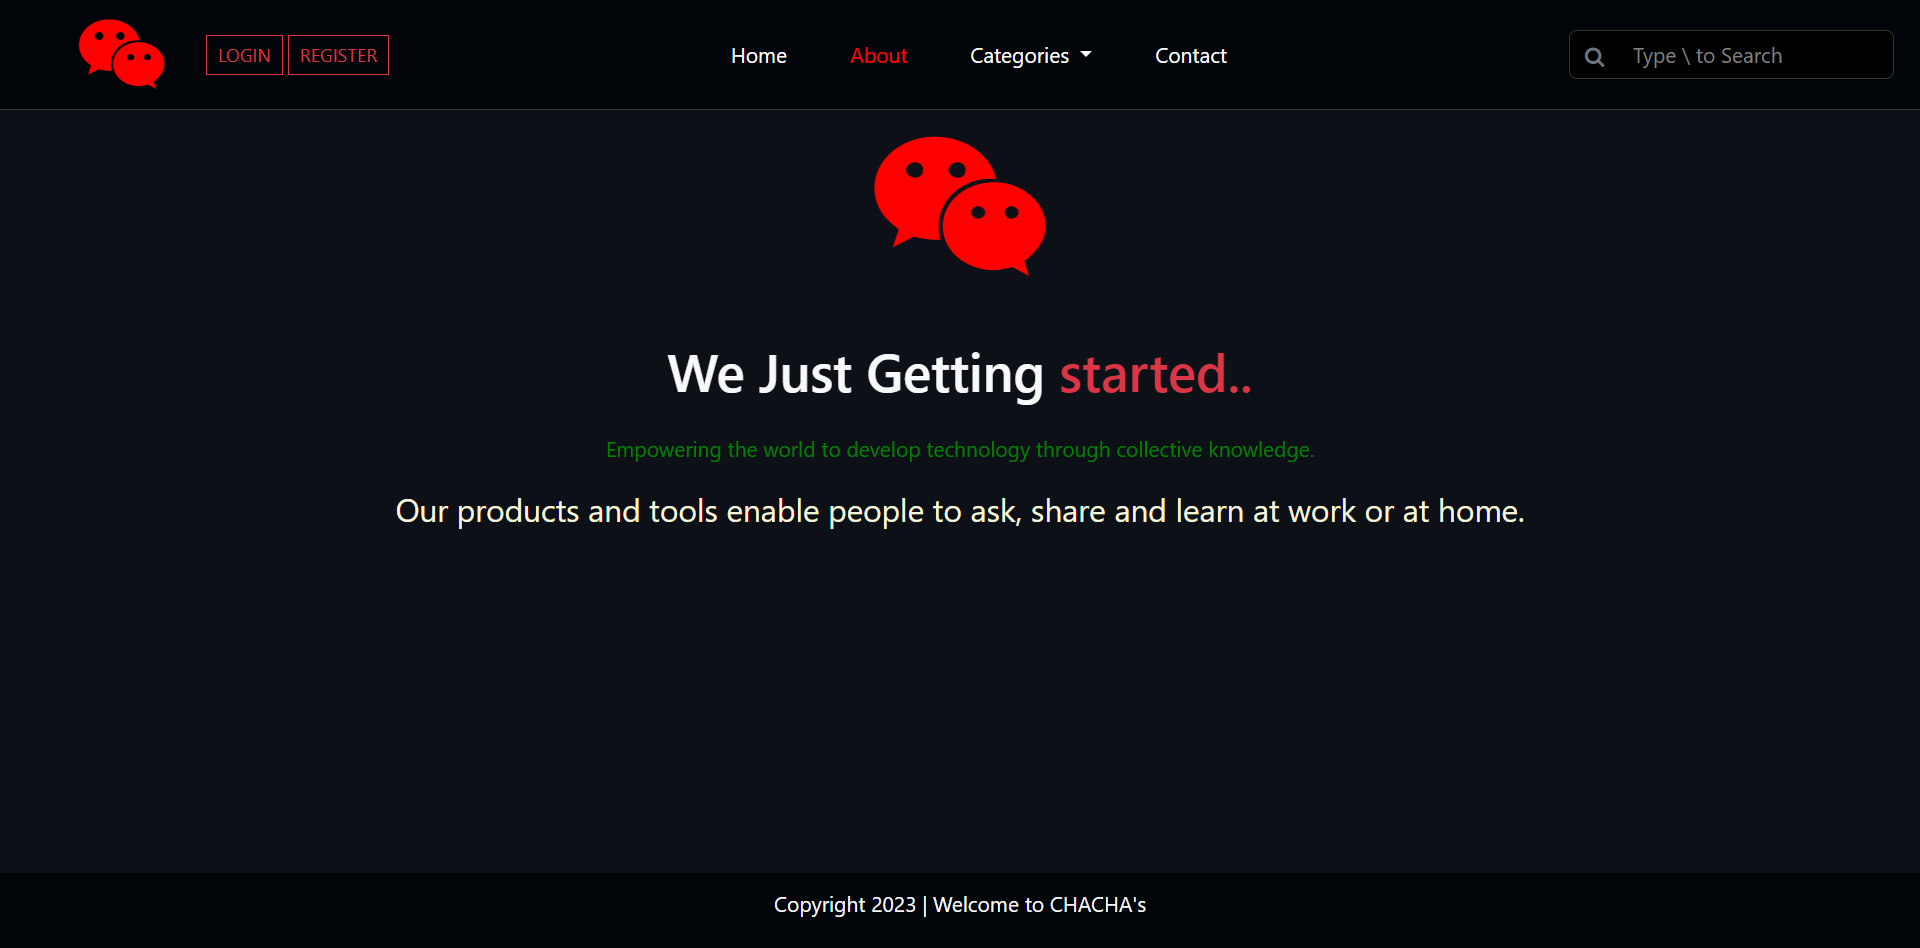 LOGIN REGISTER Home About Categories Contact Type \ to Search
We Just Getting started..
Empowering the world to develop technology through collective knowledge.
Our products and tools enable people to ask, share and learn at work or at home.
Copyright 2023 | Welcome to CHACHA's